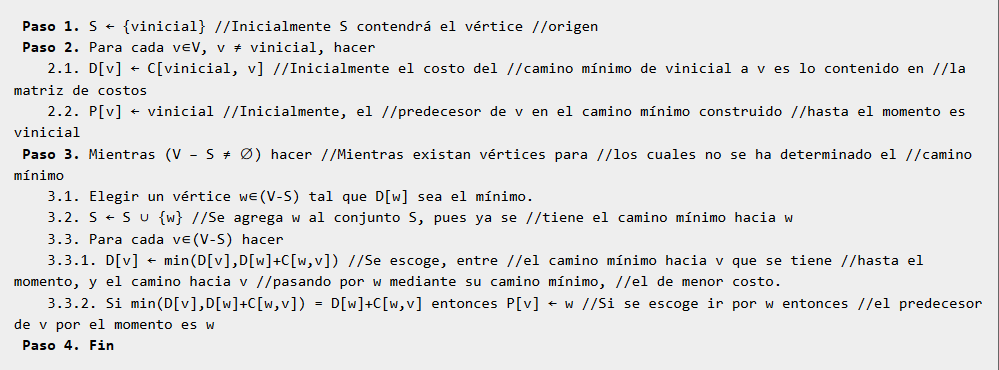 Paso 1. S ← {vinicial} //Inicialmente S contendrá el vértice //origen
Paso 2. Para cada v∈V, v ≠ vinicial, hacer
2.1. D[v] ← C[vinicial, v] //Inicialmente el costo del //camino mínimo de vinicial a v es lo contenido en //la
matriz de costos
2.2. P[v] ← vinicial //Inicialmente, el //predecesor de v en el camino mínimo construido //hasta el momento es
vinicial
Paso 3. Mientras (V – S ≠ ∅) hacer //Mientras existan vértices para //los cuales no se ha determinado el //camino
mínimo
3.1. Elegir un vértice w∈(V-S) tal que D[w] sea el mínimo.
3.2. S ← S ∪ {w} //Se agrega w al conjunto S, pues ya se //tiene el camino mínimo hacia w
3.3. Para cada v∈(V-S) hacer
3.3.1. D[v] ← min(D[v],D[w]+C[w,v]) //Se escoge, entre //el camino mínimo hacia v que se tiene //hasta el
momento, y el camino hacia v //pasando por w mediante su camino mínimo, //el de menor costo.
3.3.2. Si min(D[v],D[w]+C[w,v]) = D[w]+C[w,v] entonces P[v] ← w //Si se escoge ir por w entonces //el predecesor
de v por el momento es w
Paso 4. Fin